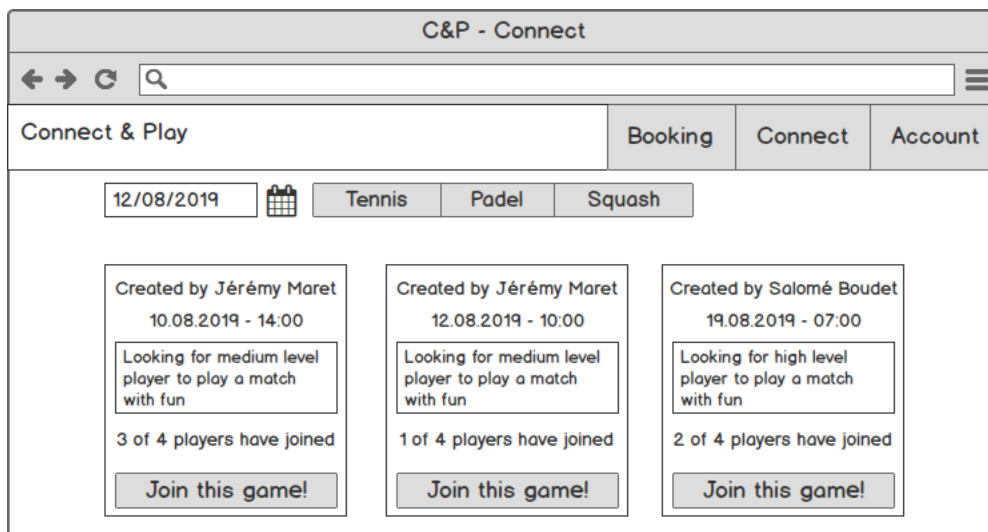 C&P - Connect
Connect & Play
Booking
Connect
Account
12/08/2019
Tennis
Padel
Squash
Created by Jérémy Maret
10.08.2019 - 14:00
Looking for medium level
player to play a match
with fun
3 of 4 players have joined
Join this game!
Created by Jérémy Maret
12.08.2019 - 10:00
Looking for medium level
player to play a match
with fun
1 of 4 players have joined
Join this game!
Created by Salomé Boudet
19.08.2019 - 07:00
Looking for high level
player to play a match
with fun
2 of 4 players have joined
Join this game!